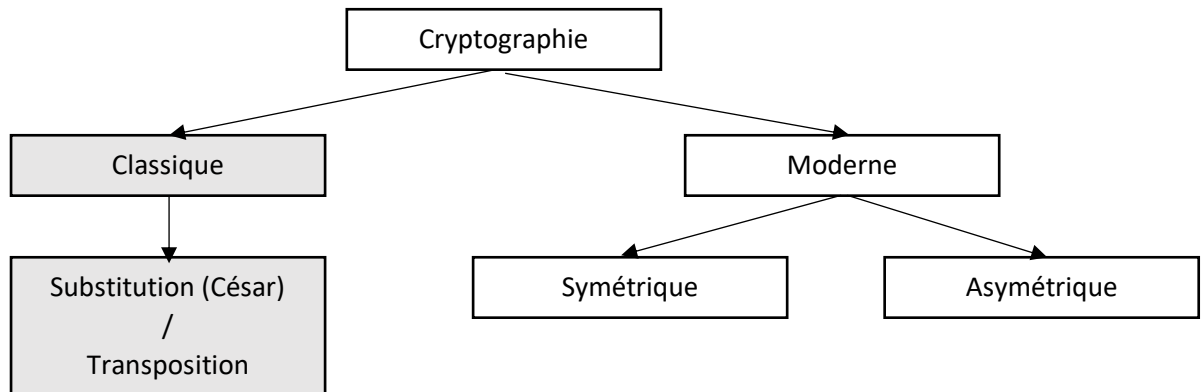 Cryptographie
Classique
Moderne
Substitution (César)
/
Transposition
Symétrique
Asymétrique